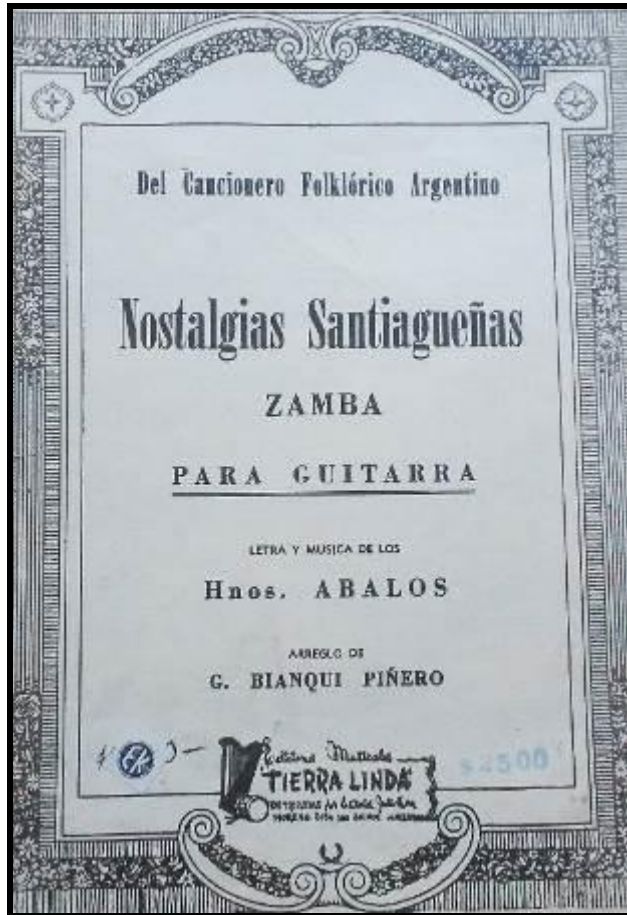 Del Cancionero Folklórico Argentino
Nostalgias Santiagueñas
ZAMBA
PARA GUITARRA
LETRA Y MUSICA DE LOS
Hnos. ABALOS
ARREGLO DE
G. BIANQUI PIÑERO
$2500
TIERRA LINDA